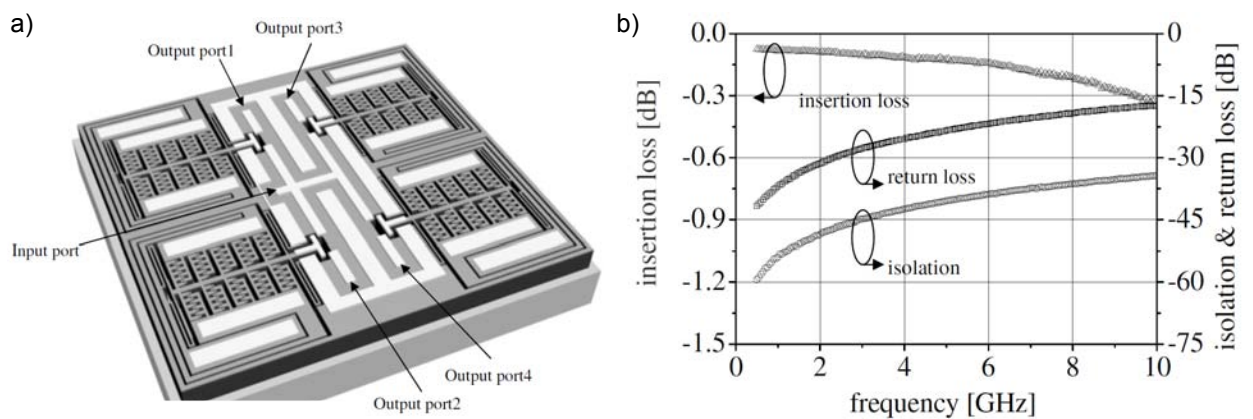 a)
Output port1
Output port3
Input port
Output port4
Output port2
b)
insertion loss [dB]
0.0
-0.3
-0.6
-0.9
-1.2
-1.5
insertion loss
return loss
isolation
0
-15
-30
-45
-60
-75
isolation & return loss [dB]
0 2 4 6 8 10
frequency [GHz]